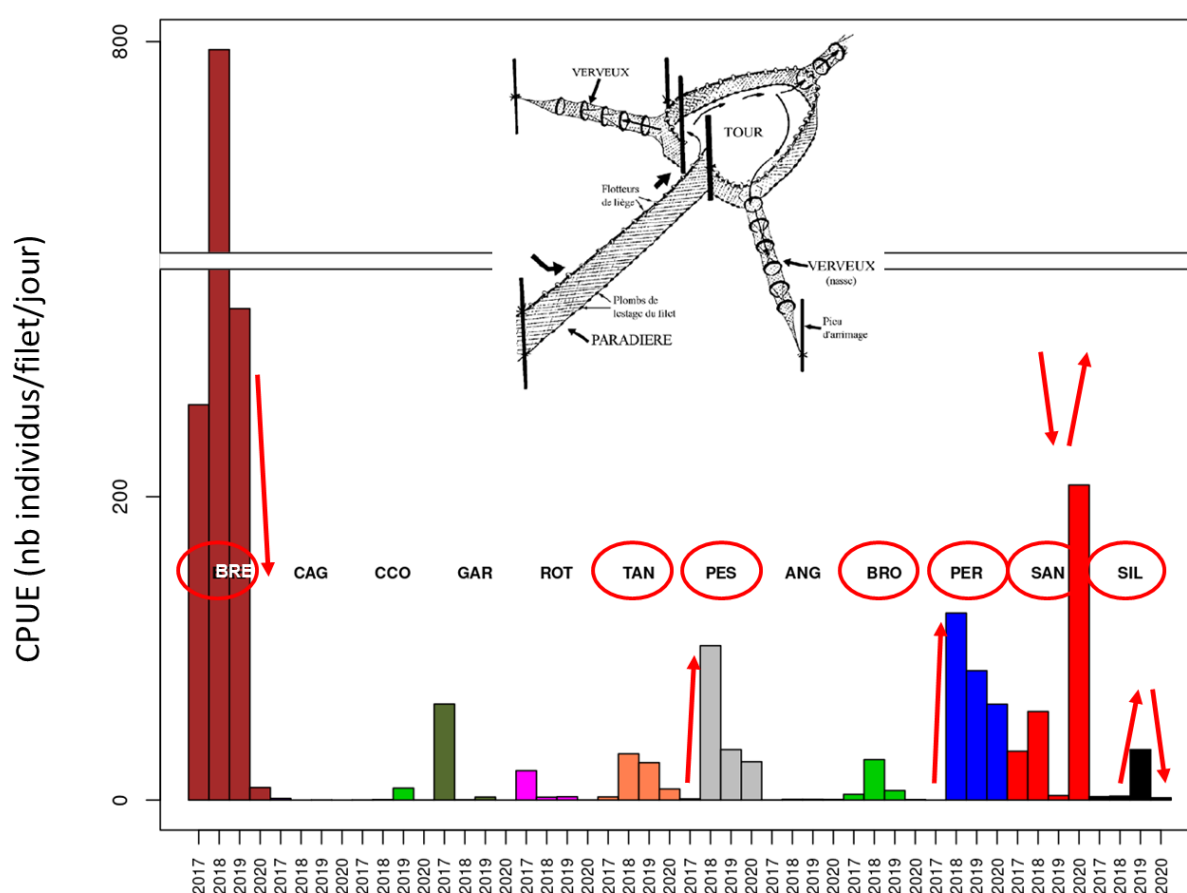 CPUE (nb individus/filet/jour)
800
200
0
VERVEUX
TOUR
Flotteurs
de liège
VERVEUX
(nasse)
Plombs de
lestage du filet
PARADIERE
Pieu
d'amimage
BRE CAG CCO GAR ROT TAN PES ANG BRO PER SAN SIL
2017 2018 2019 2020 2017 2018 2019 2020 2017 2018 2019 2020 2017 2018 2019 2020 2017 2018 2019 2020 2017 2018 2019 2020 2017 2018 2019 2020 2017 2018 2019 2020 2017 2018 2019 2020 2017 2018 2019 2020 2017 2018 2019 2020 2017 2018 2019 2020